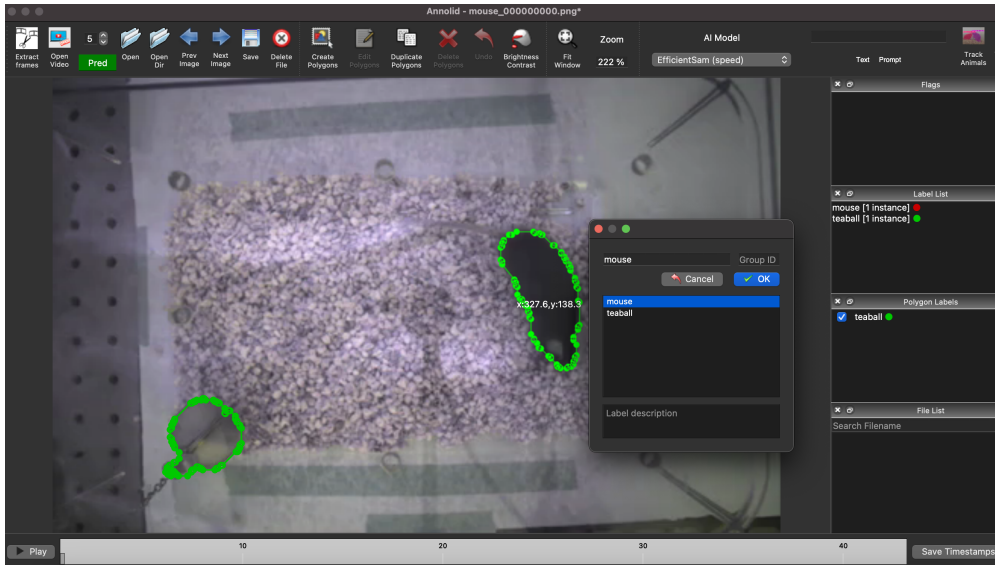 Annolid - mouse_000000000.png*
Extract frames
Open Video
5
Pred
Open
Open Dir
Prev Image
Next Image
Save
Delete File
Create Polygons
Edit Polygons
Duplicate Polygons
Delete Polygons
Undo
Brightness Contrast
Fit Window
Zoom
222 %
AI Model
EfficientSam (speed)
Text Prompt
Track Animals
Flags
Label List
mouse [1 instance]
teaball [1 instance]
Polygon Labels
teaball
File List
Search Filename
x:327.6,y:138.3
mouse
Group ID
Cancel
OK
mouse
teaball
Label description
Play
10
20
30
40
Save Timestamps